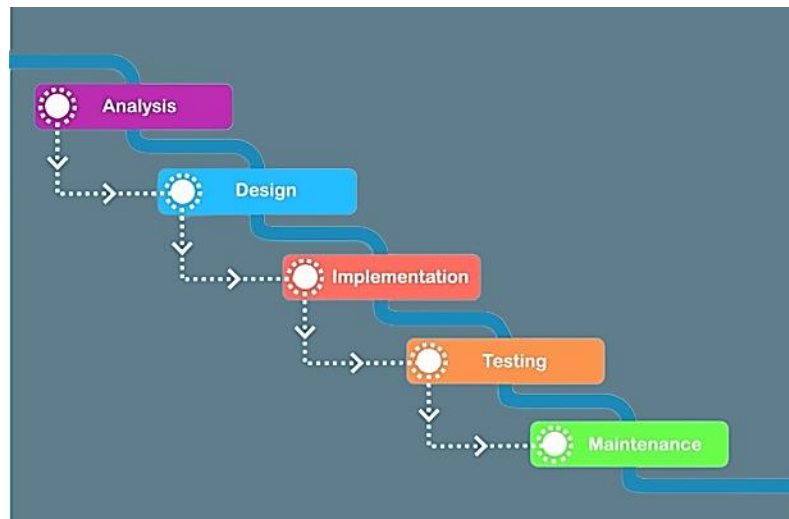 Analysis
Design
Implementation
Testing
Maintenance